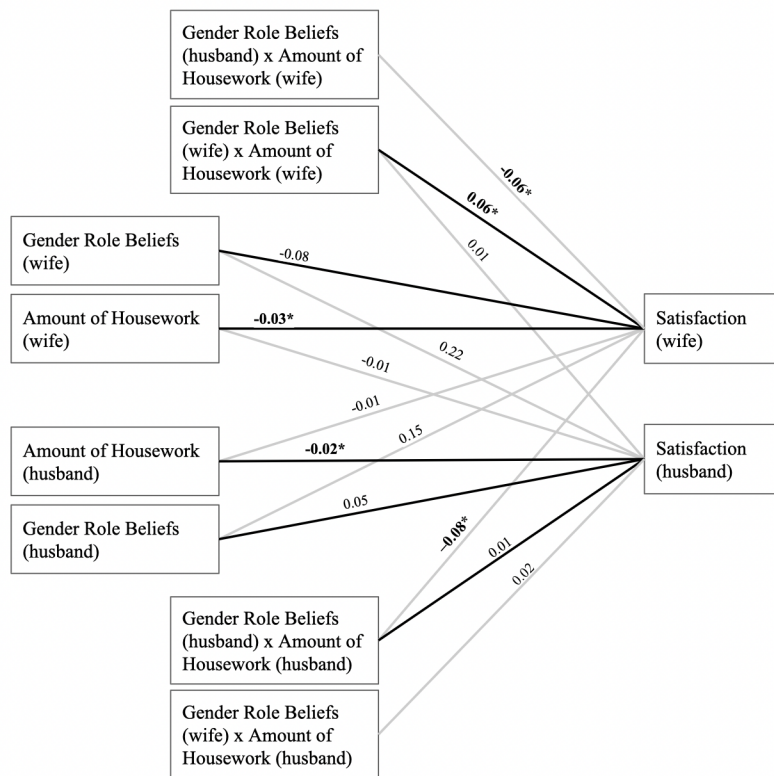 Gender Role Beliefs
(husband) x Amount of
Housework (wife)
Gender Role Beliefs
(wife) x Amount of
Housework (wife)
-0.06*
0.06*
0.01
Gender Role Beliefs
(wife)
-0.08
Amount of Housework
(wife)
-0.03*
Satisfaction
(wife)
0.22
-0.01
-0.01
Amount of Housework
(husband)
-0.02*
0.15
Satisfaction
(husband)
Gender Role Beliefs
(husband)
0.05
-0.08*
0.01
0.02
Gender Role Beliefs
(husband) x Amount of
Housework (husband)
Gender Role Beliefs
(wife) x Amount of
Housework (husband)